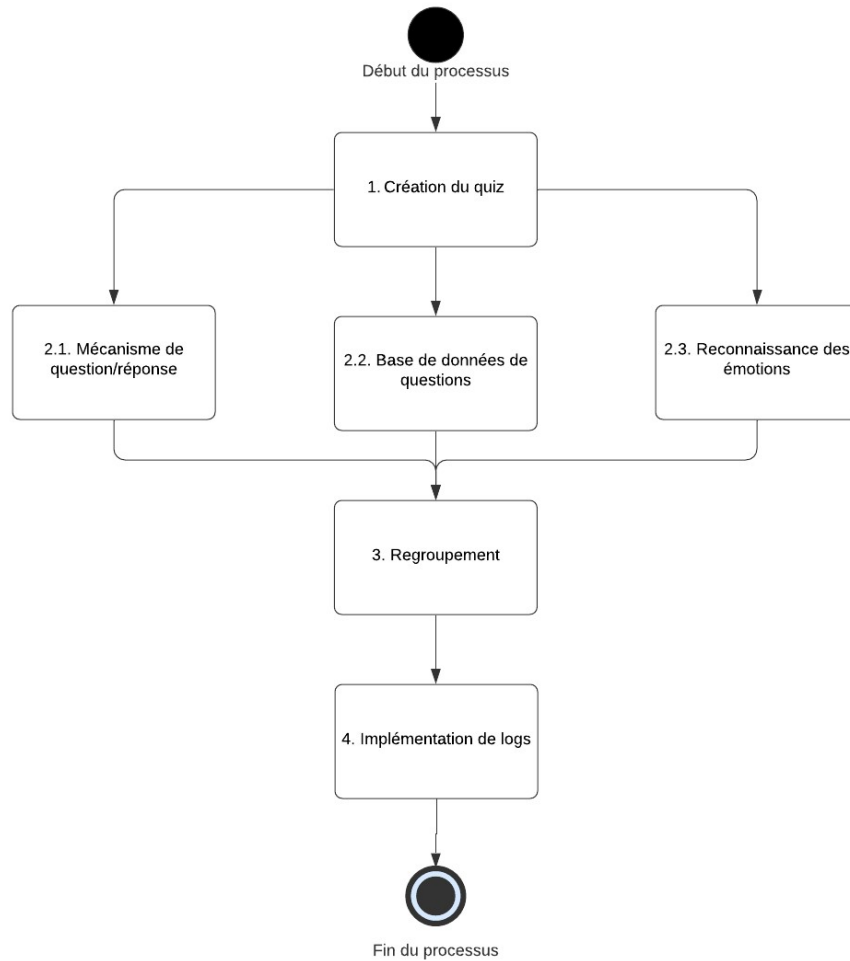 Début du processus
1. Création du quiz
2.1. Mécanisme de
question/réponse
2.2. Base de données de
questions
2.3. Reconnaissance des
émotions
3. Regroupement
4. Implémentation de logs
Fin du processus